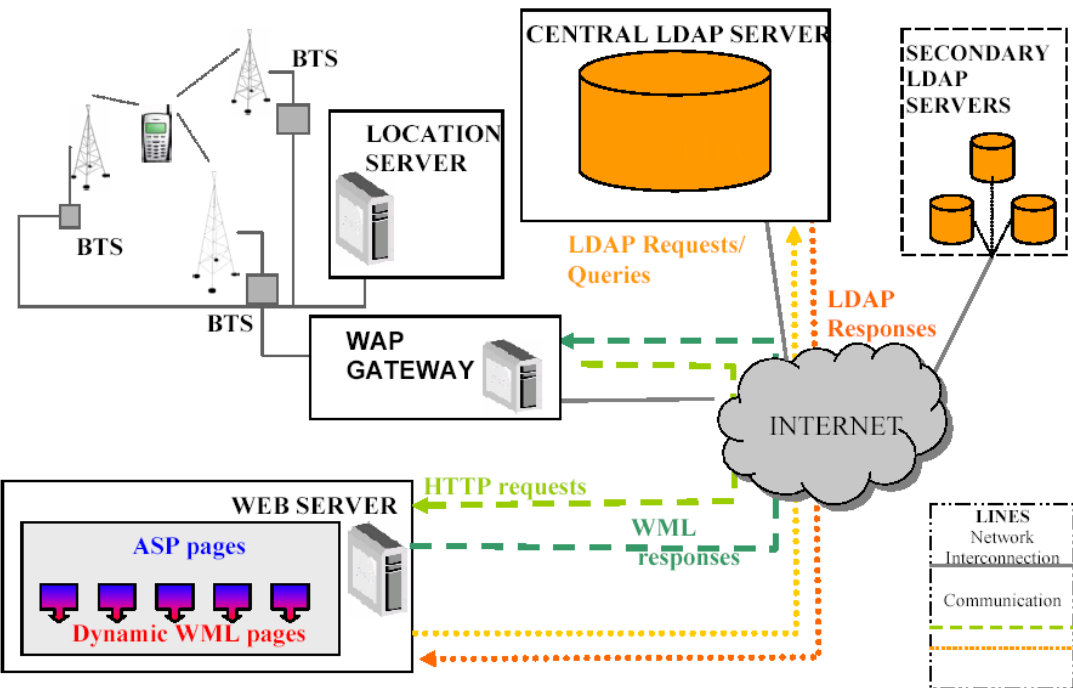 BTS
BTS
BTS
LOCATION
SERVER
CENTRAL LDAP SERVER
SECONDARY
LDAP
SERVERS
LDAP Requests/
Queries
LDAP
Responses
WAP
GATEWAY
INTERNET
HTTP requests
WEB SERVER
WML
responses
ASP pages
Dynamic WML pages
LINES
Network
Interconnection
Communication